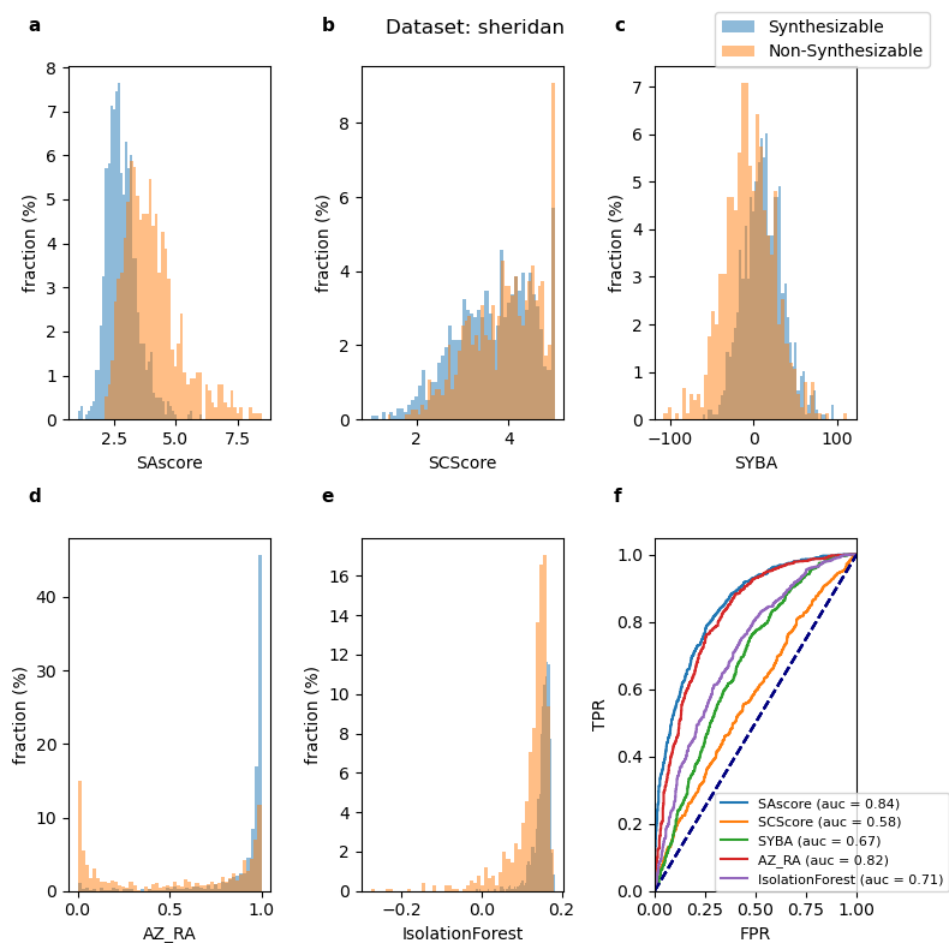 a
b
Dataset: sheridan
c
Synthesizable
Non-Synthesizable
8
7
6
5
4
3
2
1
0
fraction (%)
2.5
5.0
7.5
SAscore
8
6
4
2
0
fraction (%)
2
4
SCScore
7
6
5
4
3
2
1
0
fraction (%)
−100
0
100
SYBA
d
e
f
40
30
20
10
0
fraction (%)
0.0
0.5
1.0
AZ_RA
16
14
12
10
8
6
4
2
0
fraction (%)
−0.2
0.0
0.2
IsolationForest
1.0
0.8
0.6
0.4
0.2
0.0
TPR
SAscore (auc = 0.84)
SCScore (auc = 0.58)
SYBA (auc = 0.67)
AZ_RA (auc = 0.82)
IsolationForest (auc = 0.71)
0.00
0.25
0.50
0.75
1.00
FPR